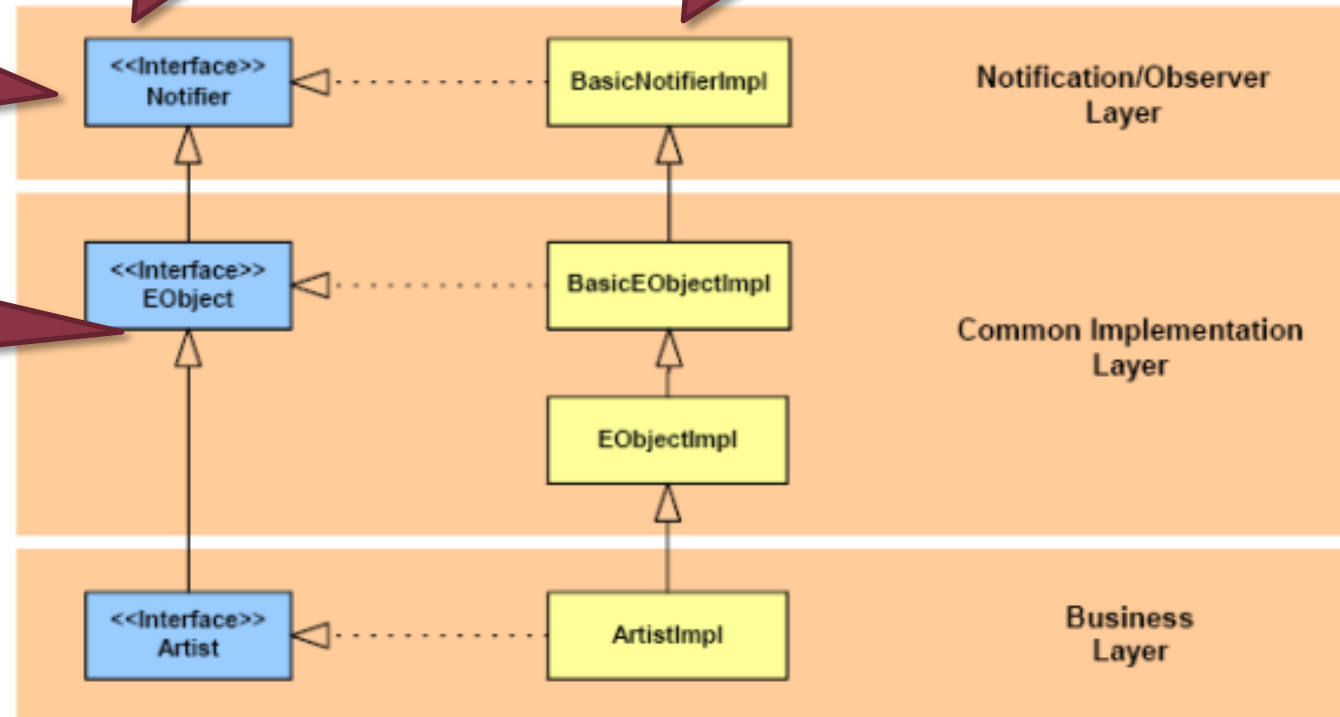 <<Interface>>
Notifier
BasicNotifierImpl
Notification/Observer
Layer
<<Interface>>
EObject
BasicEObjectImpl
Common Implementation
Layer
EObjectImpl
<<Interface>>
Artist
ArtistImpl
Business
Layer